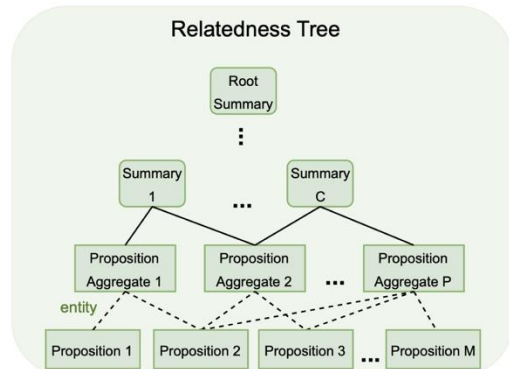 Relatedness Tree
Root
Summary
⋮
Summary
1
...
Summary
C
Proposition
Aggregate 1
Proposition
Aggregate 2
...
Proposition
Aggregate P
entity
Proposition 1
Proposition 2
Proposition 3
...
Proposition M